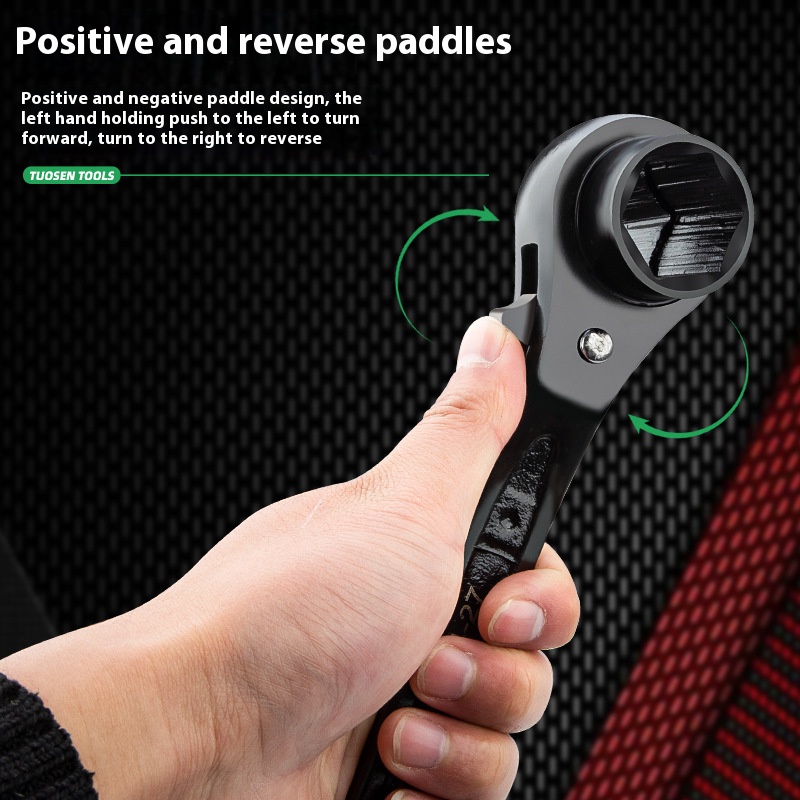 Positive and reverse paddles
Positive and negative paddle design, the
left hand holding push to the left to turn
forward, turn to the right to reverse
TUOSEN TOOLS